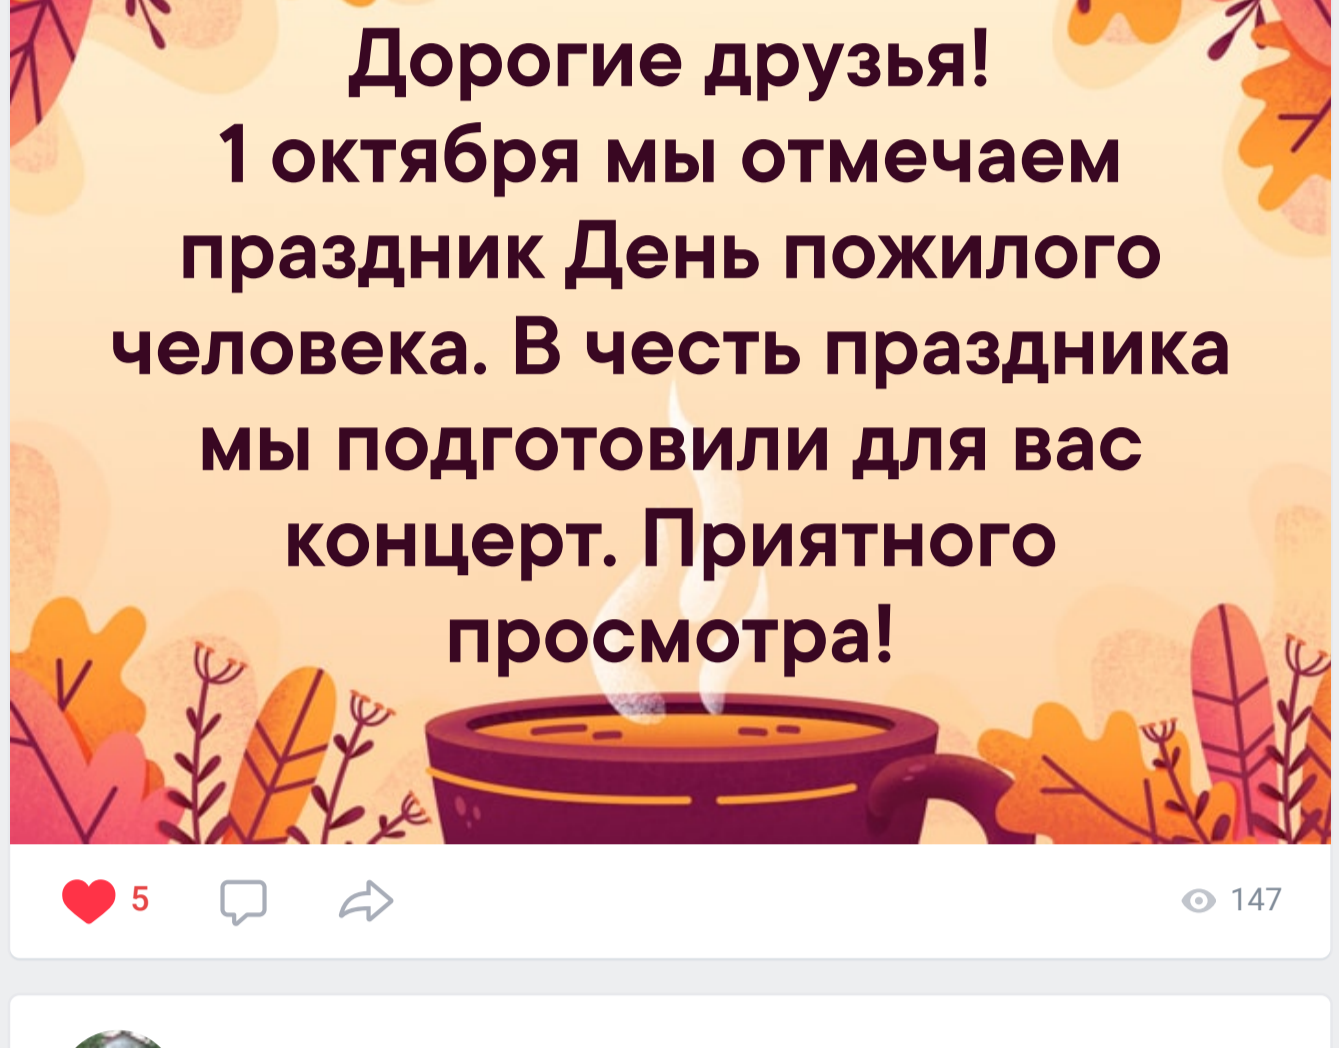 Дорогие друзья!
1 октября мы отмечаем
праздник День пожилого
человека. В честь праздника
мы подготовили для вас
концерт. Приятного
просмотра!
5
147